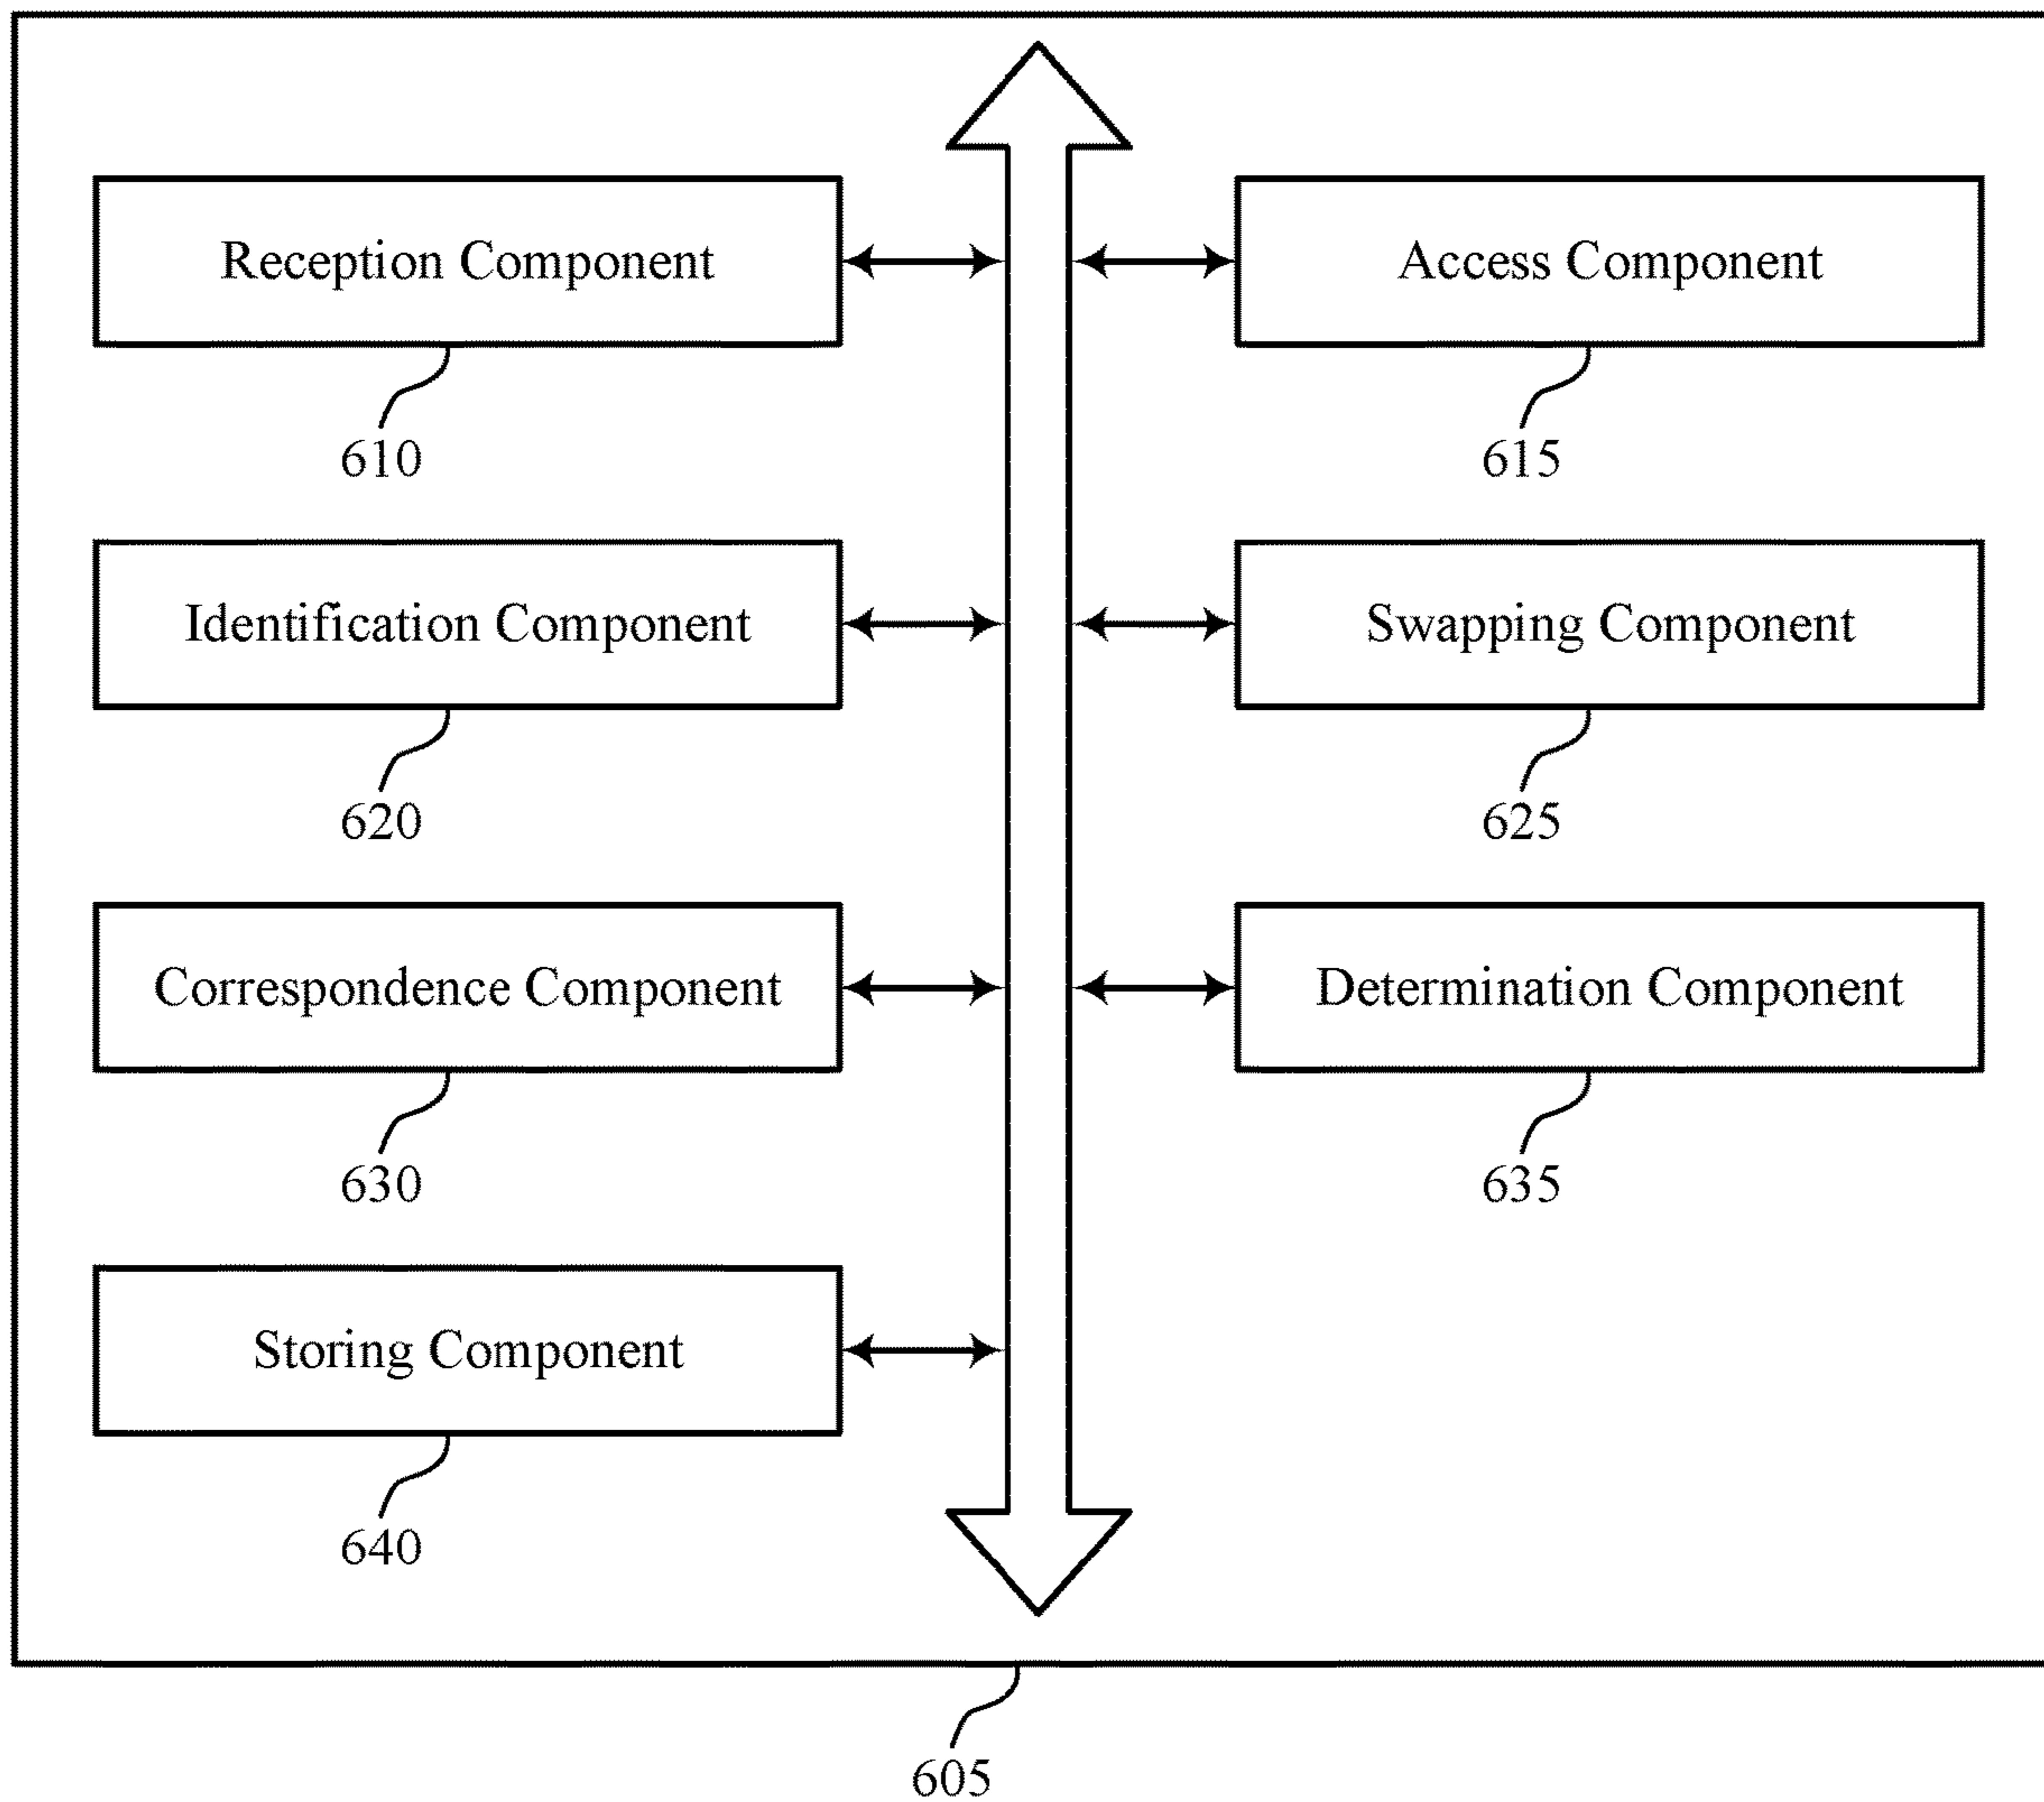 Reception Component
Access Component
610
615
Identification Component
Swapping Component
620
625
Correspondence Component
Determination Component
630
635
Storing Component
640
605